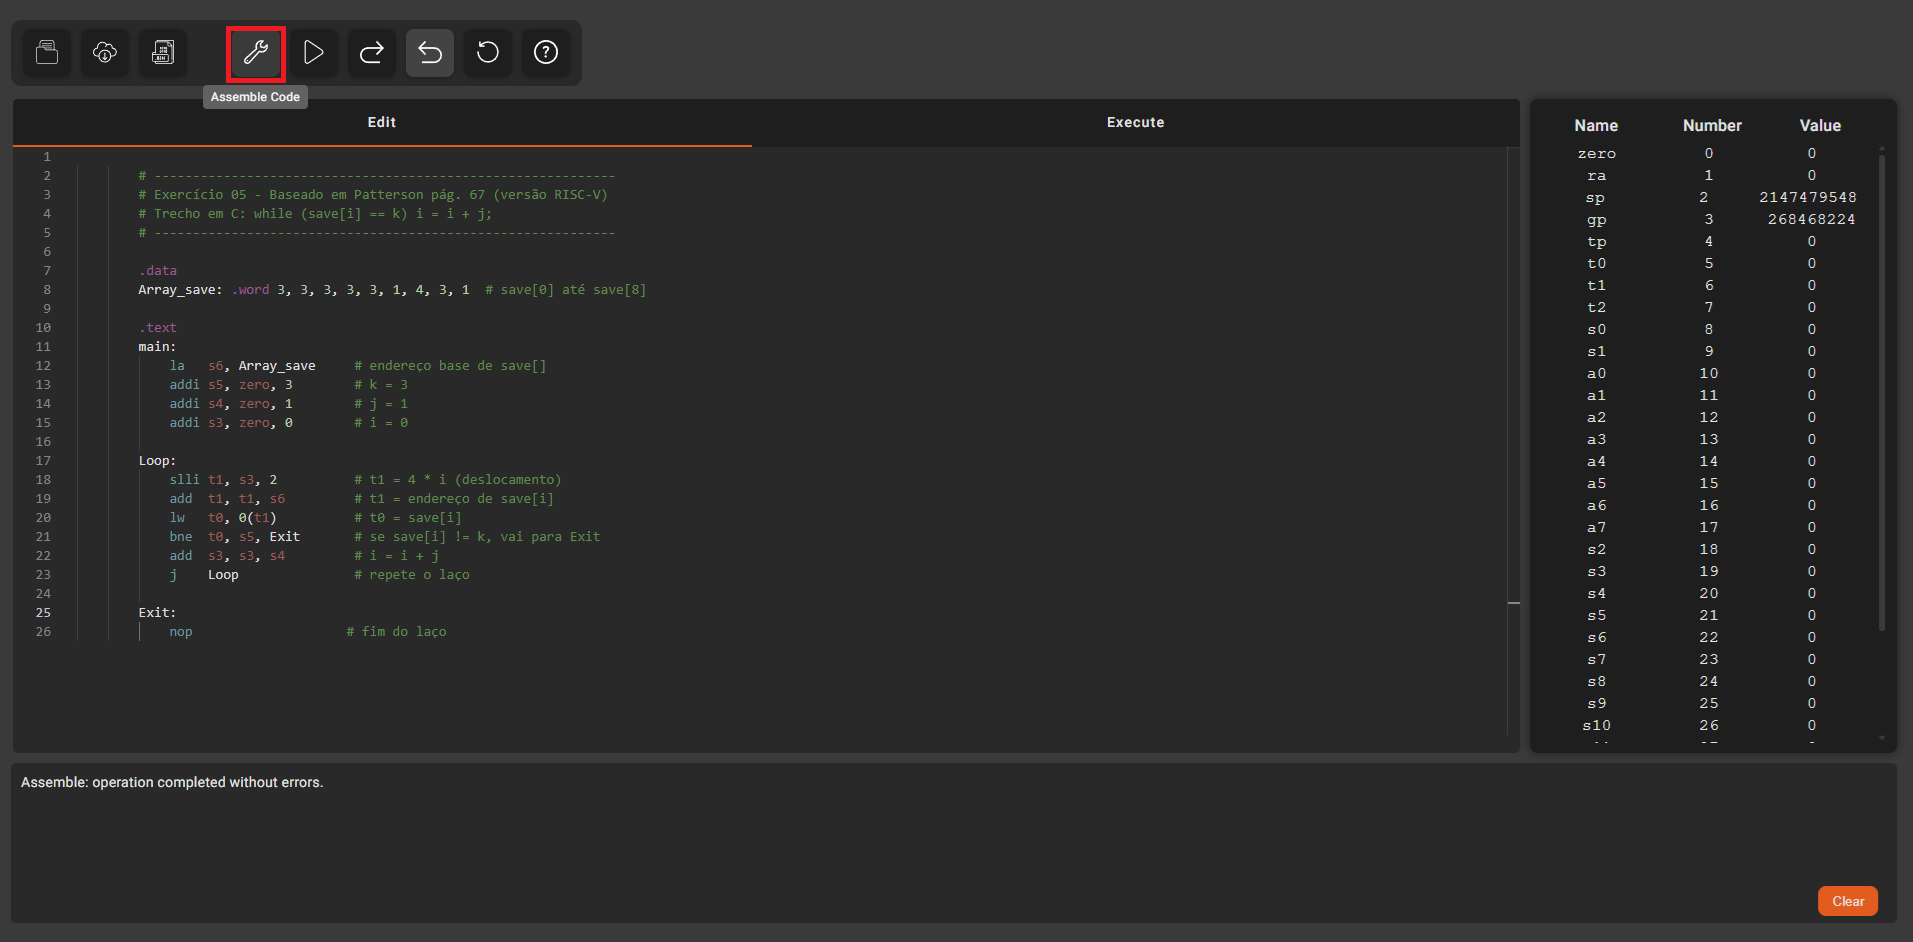 Assemble Code
Edit Execute
1
2 # ------------------------------------------------------------
3 # Exercício 05 - Baseado em Patterson pág. 67 (versão RISC-V)
4 # Trecho em C: while (save[i] == k) i = i + j;
5 # ------------------------------------------------------------
6
7 .data
8 Array_save: .word 3, 3, 3, 3, 3, 1, 4, 3, 1 # save[0] até save[8]
9
10 .text
11 main:
12 la s6, Array_save # endereço base de save[]
13 addi s5, zero, 3 # k = 3
14 addi s4, zero, 1 # j = 1
15 addi s3, zero, 0 # i = 0
16
17 Loop:
18 slli t1, s3, 2 # t1 = 4 * i (deslocamento)
19 add t1, t1, s6 # t1 = endereço de save[i]
20 lw t0, 0(t1) # t0 = save[i]
21 bne t0, s5, Exit # se save[i] != k, vai para Exit
22 add s3, s3, s4 # i = i + j
23 j Loop # repete o laço
24
25 Exit:
26 nop # fim do laço
Name Number Value
zero 0 0
ra 1 0
sp 2 2147479548
gp 3 268468224
tp 4 0
t0 5 0
t1 6 0
t2 7 0
s0 8 0
s1 9 0
a0 10 0
a1 11 0
a2 12 0
a3 13 0
a4 14 0
a5 15 0
a6 16 0
a7 17 0
s2 18 0
s3 19 0
s4 20 0
s5 21 0
s6 22 0
s7 23 0
s8 24 0
s9 25 0
s10 26 0
Assemble: operation completed without errors.
Clear